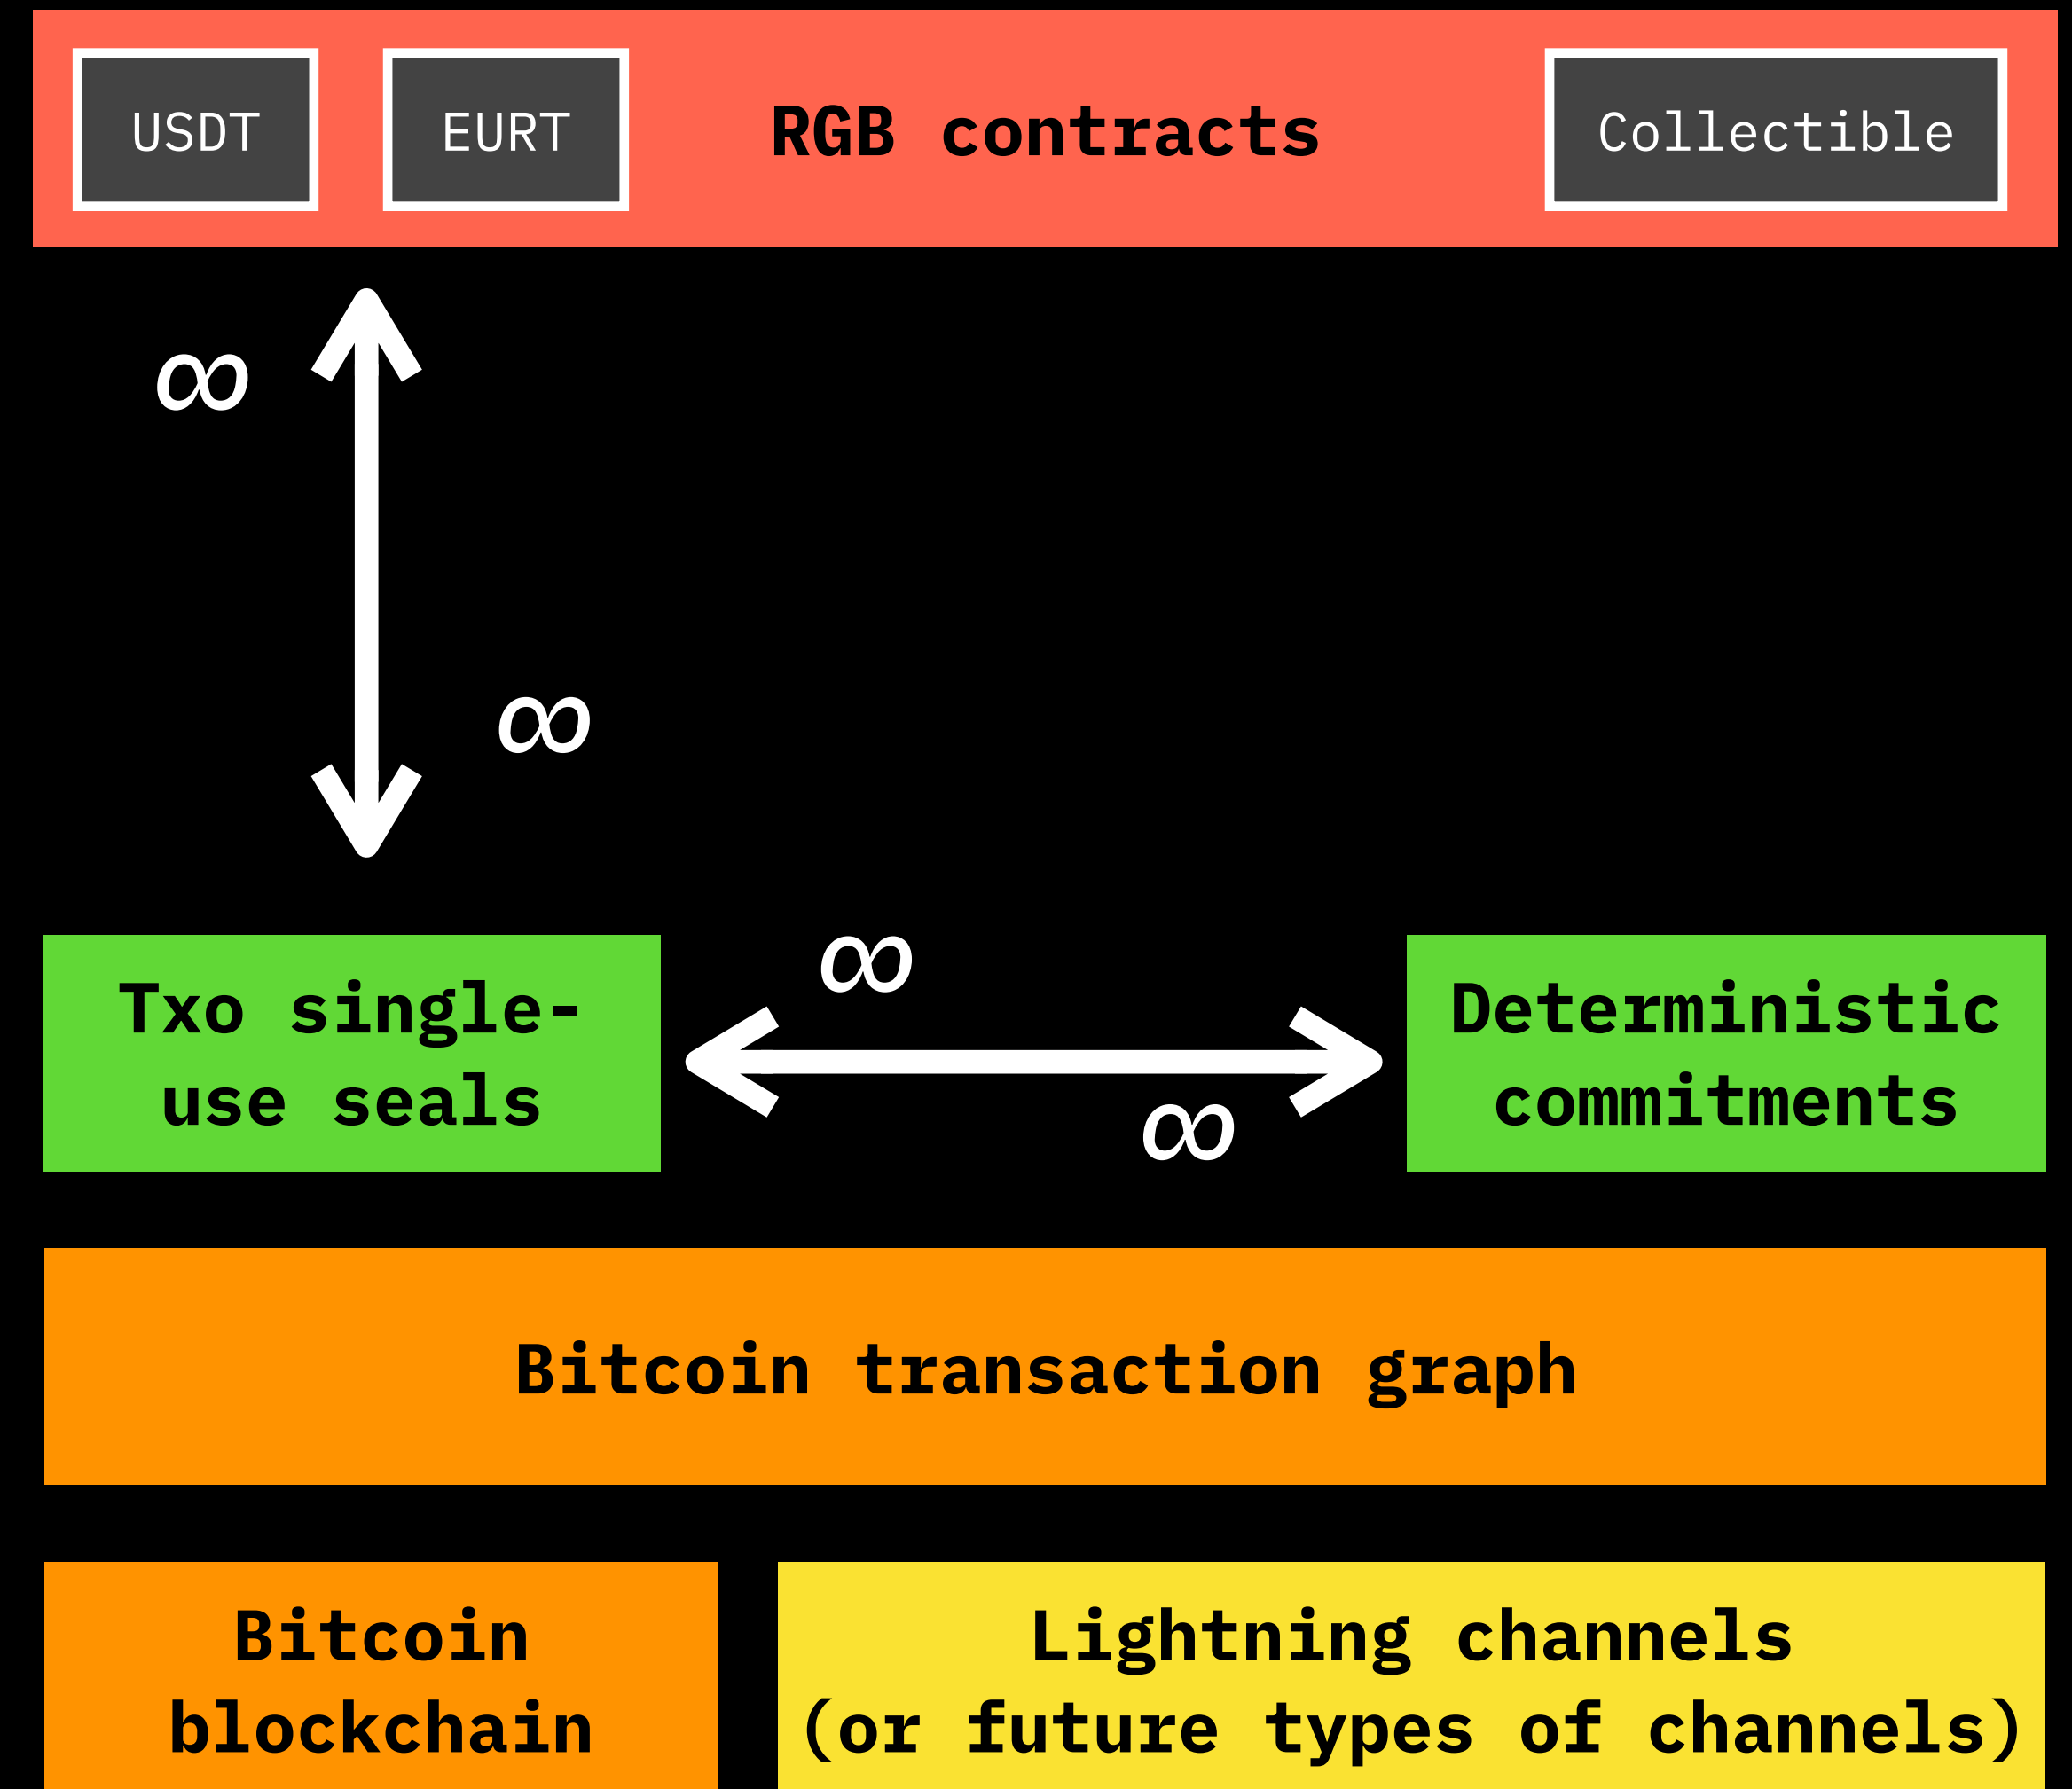 USDT
EURT
RGB contracts
Collectible
∞
∞
∞
∞
Txo single-
use seals
Deterministic
commitments
Bitcoin transaction graph
Bitcoin
blockchain
Lightning channels
(or future types of channels)